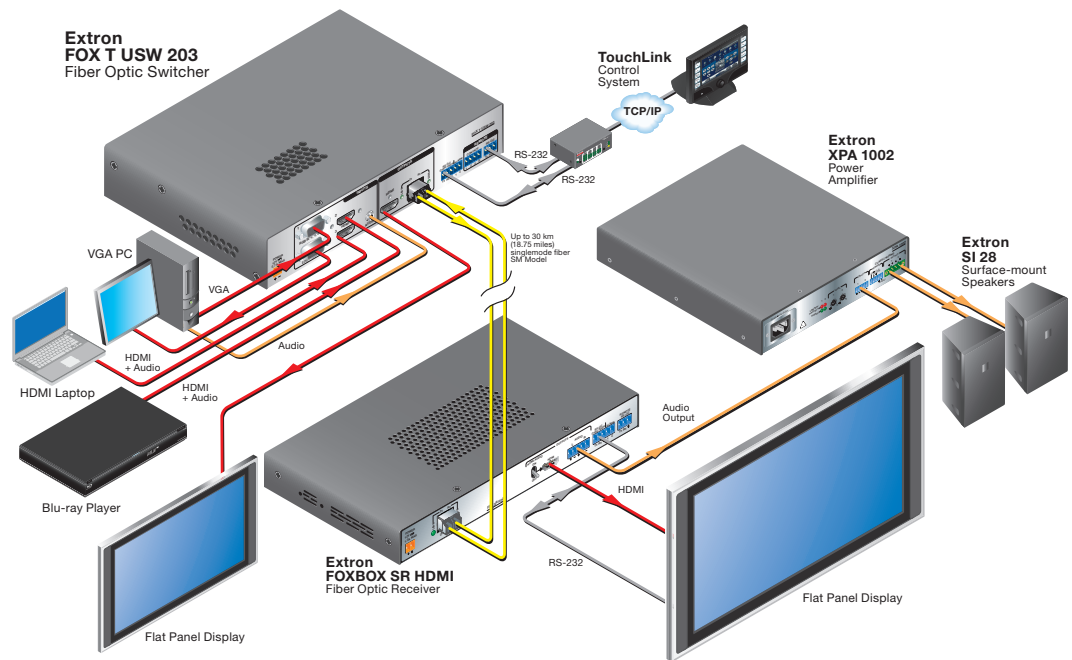 Extron
FOX T USW 203
Fiber Optic Switcher
TouchLink
Control
System
TCP/IP
RS-232
RS-232
Extron
XPA 1002
Power
Amplifier
Extron
SI 28
Surface-mount
Speakers
Up to 30 km
(18.75 miles)
singlemode fiber
SM Model
VGA PC
VGA
Audio
HDMI
+ Audio
HDMI
+ Audio
HDMI Laptop
Blu-ray Player
Audio
Output
HDMI
RS-232
Extron
FOXBOX SR HDMI
Fiber Optic Receiver
Flat Panel Display
Flat Panel Display